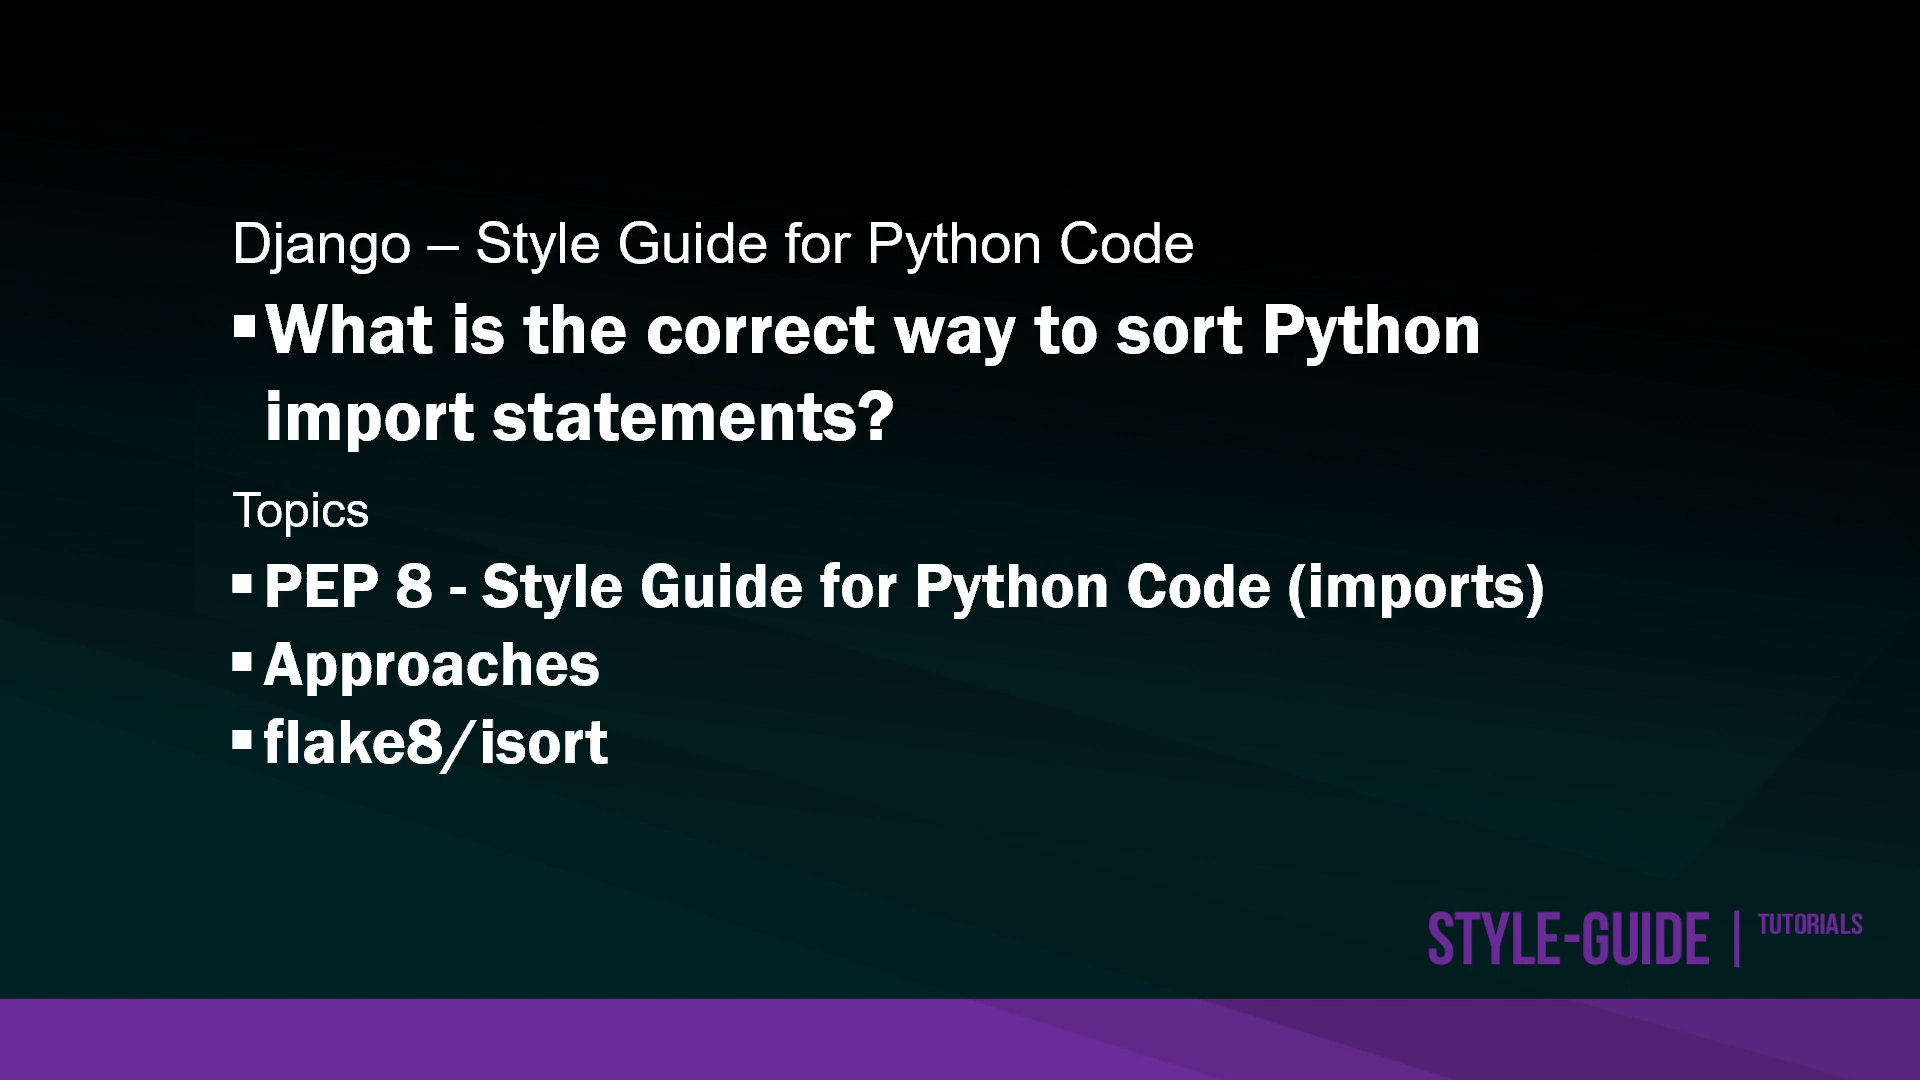 Django – Style Guide for Python Code
▪What is the correct way to sort Python
import statements?
Topics
▪PEP 8 - Style Guide for Python Code (imports)
▪Approaches
▪flake8/isort
STYLE-GUIDE | TUTORIALS